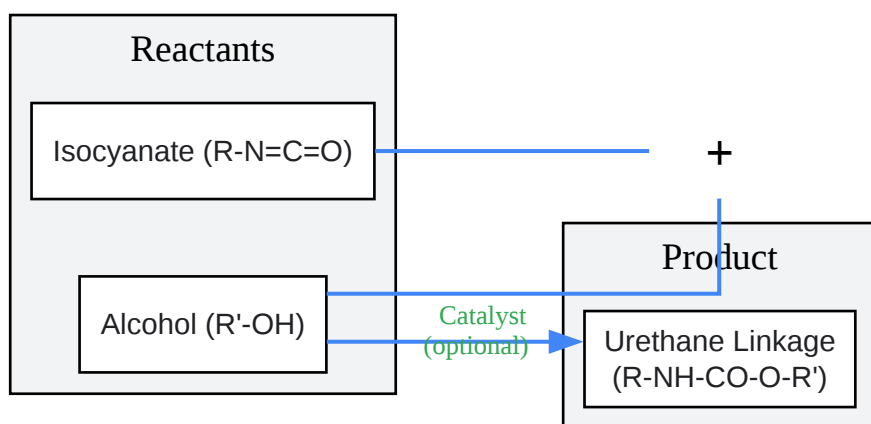 Reactants
Isocyanate (R-N=C=O)
+
Product
Alcohol (R'-OH)
Catalyst
(optional)
Urethane Linkage
(R-NH-CO-O-R')